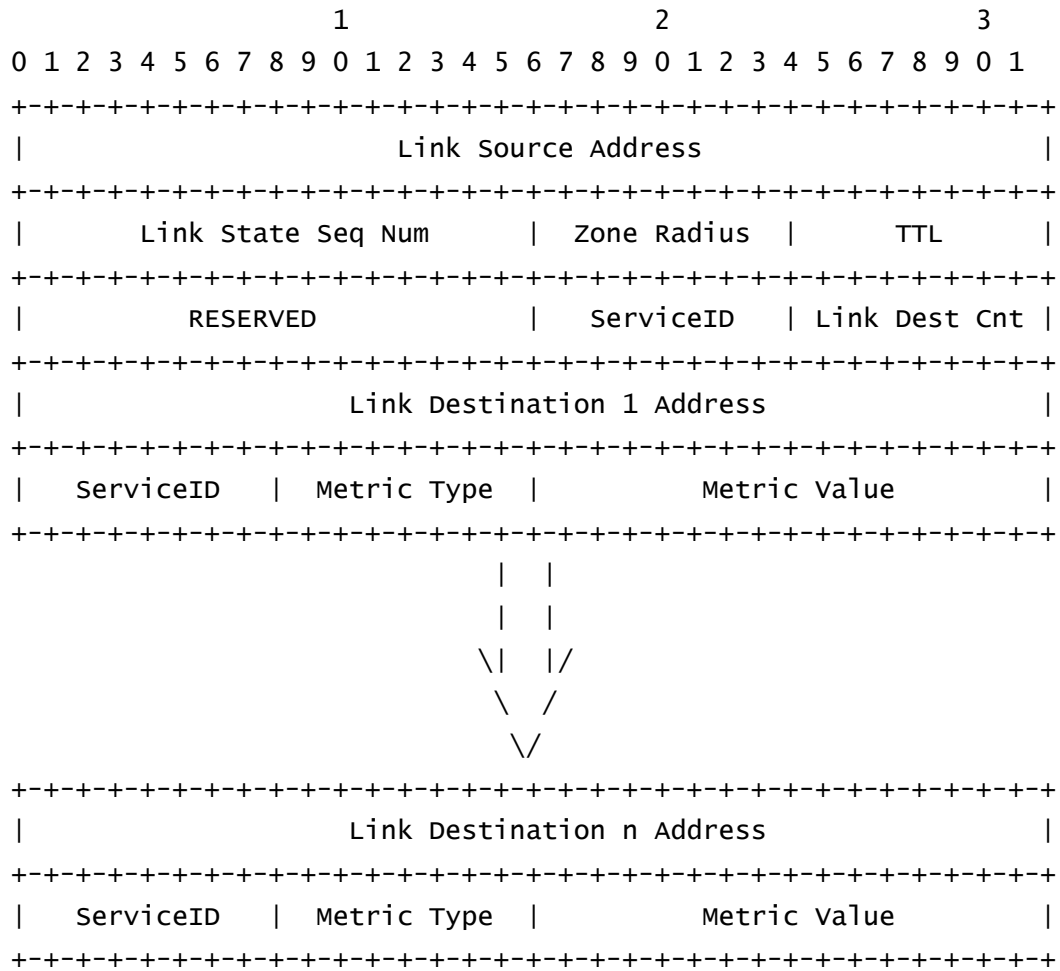 1                   2                   3
0 1 2 3 4 5 6 7 8 9 0 1 2 3 4 5 6 7 8 9 0 1 2 3 4 5 6 7 8 9 0 1
+-+-+-+-+-+-+-+-+-+-+-+-+-+-+-+-+-+-+-+-+-+-+-+-+-+-+-+-+-+-+-+-+
|                       Link Source Address                     |
+-+-+-+-+-+-+-+-+-+-+-+-+-+-+-+-+-+-+-+-+-+-+-+-+-+-+-+-+-+-+-+-+
|       Link State Seq Num      |  Zone Radius  |      TTL      |
+-+-+-+-+-+-+-+-+-+-+-+-+-+-+-+-+-+-+-+-+-+-+-+-+-+-+-+-+-+-+-+-+
|          RESERVED             |   ServiceID   | Link Dest Cnt |
+-+-+-+-+-+-+-+-+-+-+-+-+-+-+-+-+-+-+-+-+-+-+-+-+-+-+-+-+-+-+-+-+
|                    Link Destination 1 Address                 |
+-+-+-+-+-+-+-+-+-+-+-+-+-+-+-+-+-+-+-+-+-+-+-+-+-+-+-+-+-+-+-+-+
|   ServiceID   |  Metric Type  |          Metric Value         |
+-+-+-+-+-+-+-+-+-+-+-+-+-+-+-+-+-+-+-+-+-+-+-+-+-+-+-+-+-+-+-+-+
                              |  |
                              |  |
                             \|  |/
                              \  /
                               \/
+-+-+-+-+-+-+-+-+-+-+-+-+-+-+-+-+-+-+-+-+-+-+-+-+-+-+-+-+-+-+-+-+
|                    Link Destination n Address                 |
+-+-+-+-+-+-+-+-+-+-+-+-+-+-+-+-+-+-+-+-+-+-+-+-+-+-+-+-+-+-+-+-+
|   ServiceID   |  Metric Type  |          Metric Value         |
+-+-+-+-+-+-+-+-+-+-+-+-+-+-+-+-+-+-+-+-+-+-+-+-+-+-+-+-+-+-+-+-+